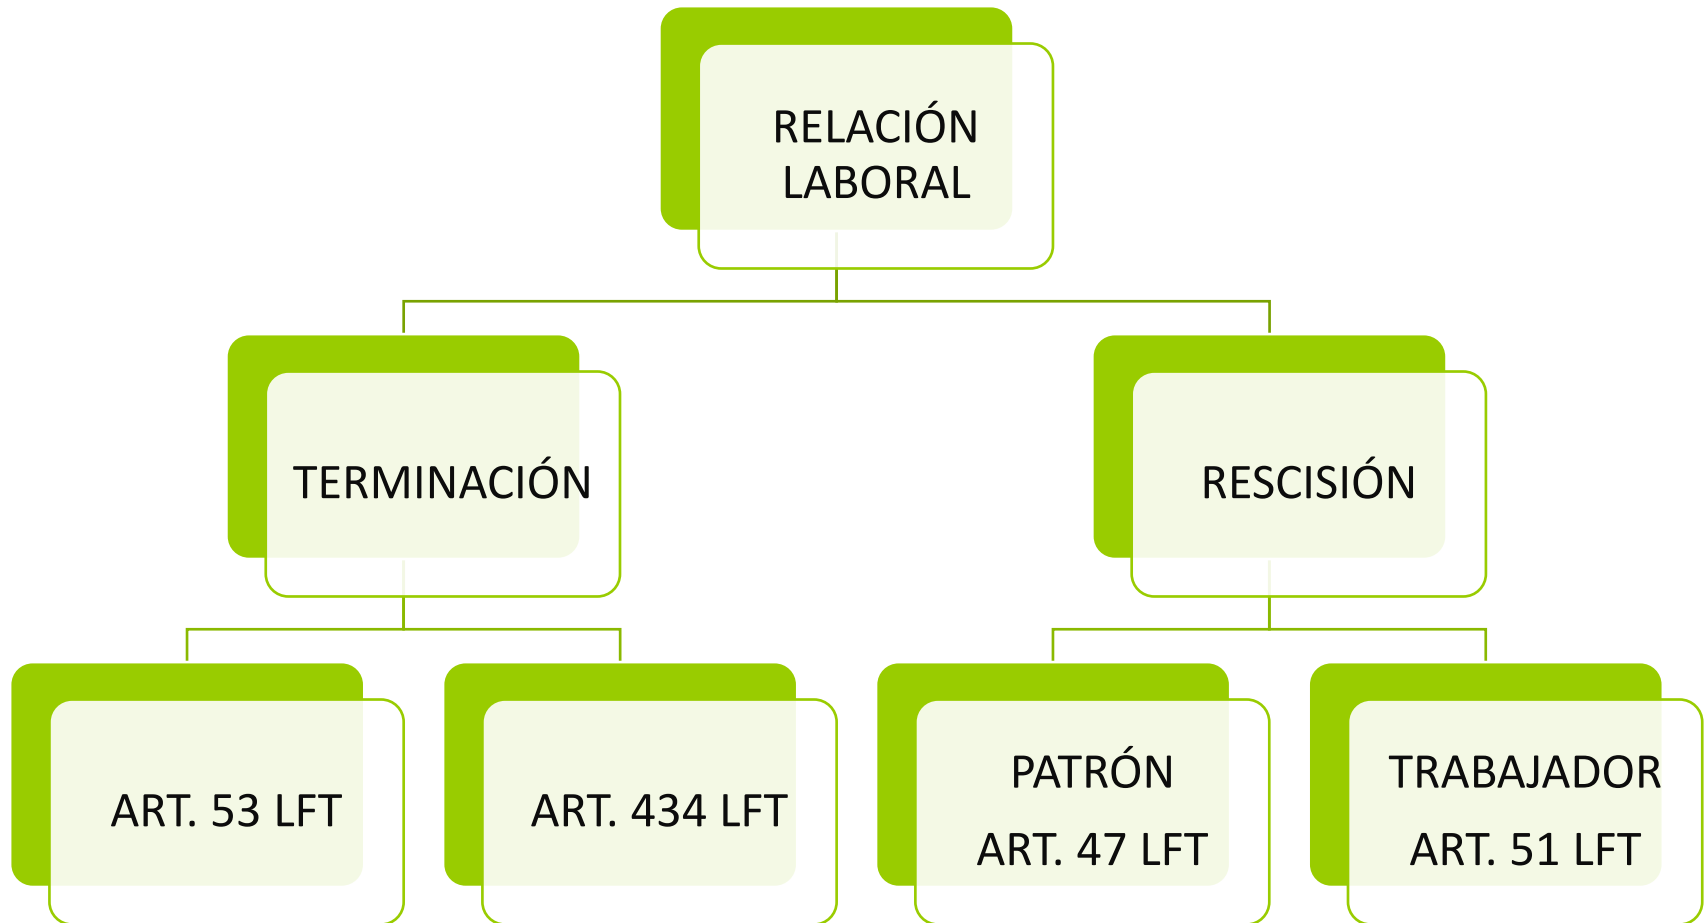 RELACIÓN
LABORAL
TERMINACIÓN
RESCISIÓN
ART. 53 LFT
ART. 434 LFT
PATRÓN
ART. 47 LFT
TRABAJADOR
ART. 51 LFT